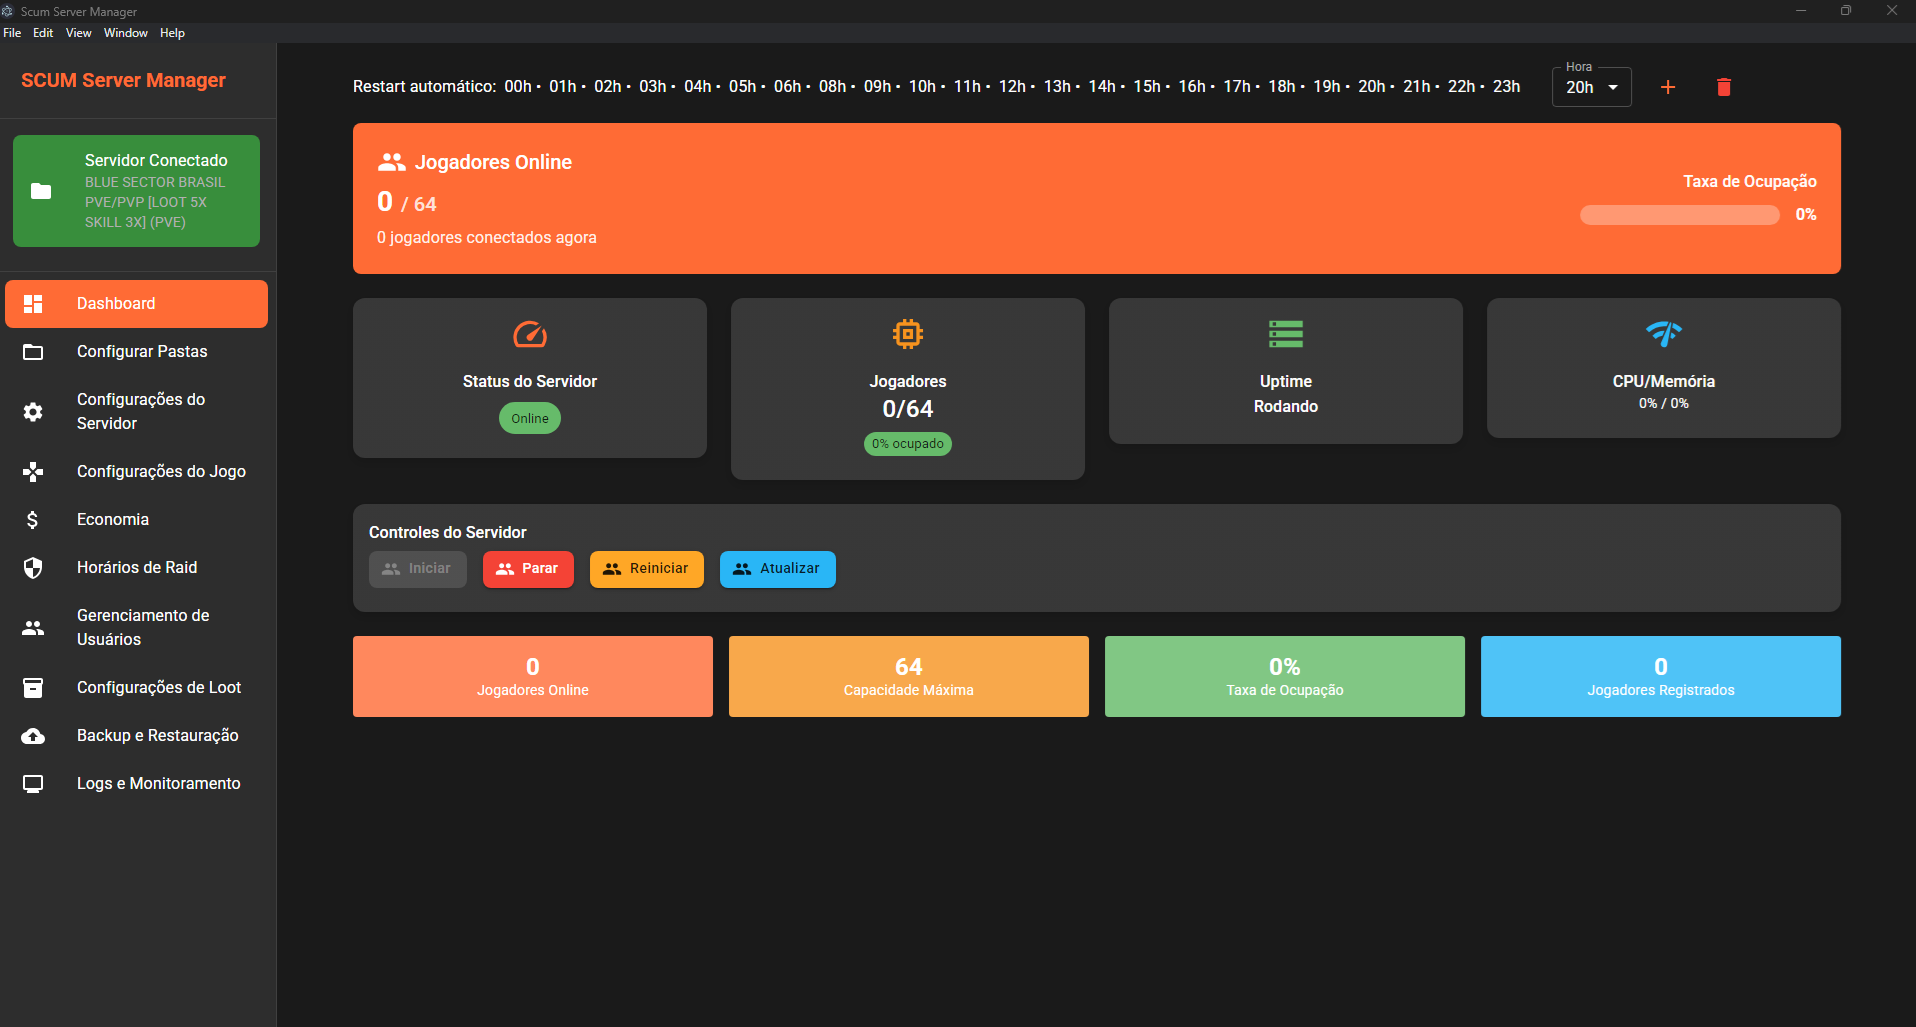 Scum Server Manager
File Edit View Window Help
SCUM Server Manager
Servidor Conectado
BLUE SECTOR BRASIL
PVE/PVP [LOOT 5X
SKILL 3X] (PVE)
Dashboard
Configurar Pastas
Configurações do
Servidor
Configurações do Jogo
Economia
Horários de Raid
Gerenciamento de
Usuários
Configurações de Loot
Backup e Restauração
Logs e Monitoramento
Restart automático: 00h • 01h • 02h • 03h • 04h • 05h • 06h • 08h • 09h • 10h • 11h • 12h • 13h • 14h • 15h • 16h • 17h • 18h • 19h • 20h • 21h • 22h • 23h
Hora
20h
Jogadores Online
0 / 64
0 jogadores conectados agora
Taxa de Ocupação
0%
Status do Servidor
Online
Jogadores
0/64
0% ocupado
Uptime
Rodando
CPU/Memória
0% / 0%
Controles do Servidor
Iniciar Parar Reiniciar Atualizar
0
Jogadores Online
64
Capacidade Máxima
0%
Taxa de Ocupação
0
Jogadores Registrados